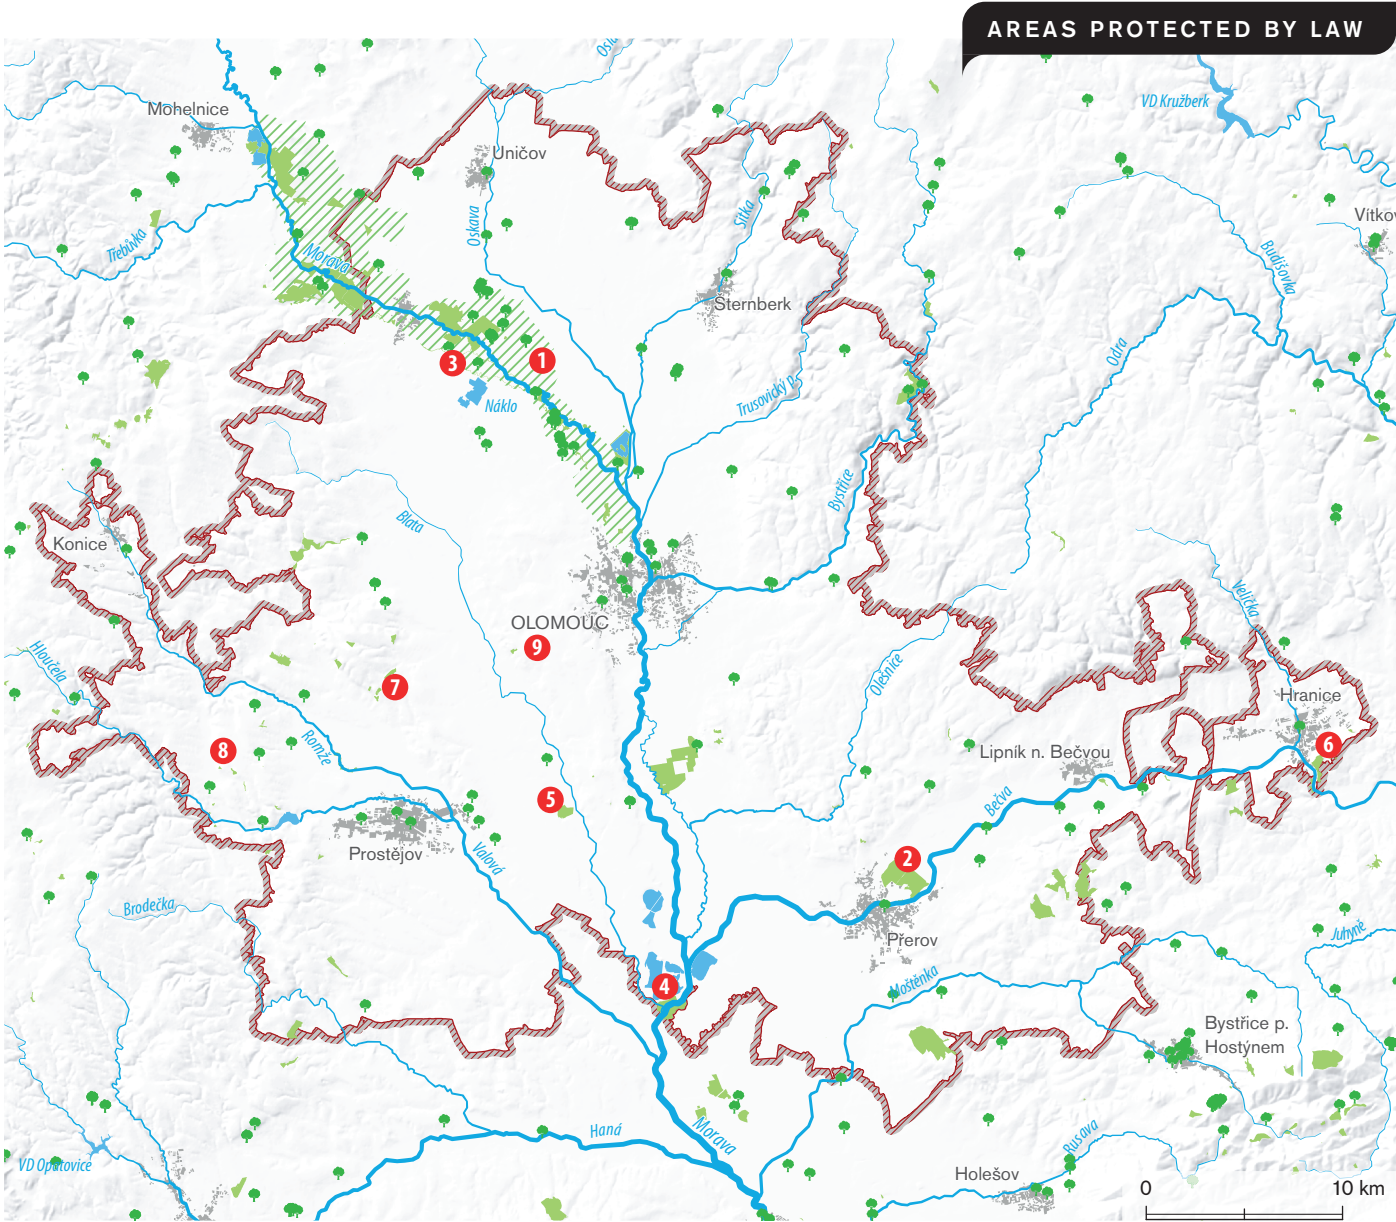 AREAS PROTECTED BY LAW
Oska
VD Kružberk
Mohelnice
Uničov
Oskava
Sitka
Třebůvka
Morava
Vítkov
Budišovka
Šternberk
Odra
3
1
Náklo
Trusovický p.
Bystřice
Blata
Konice
Velička
OLOMOUC
9
Hloučela
Olešnice
7
Hranice
8
Romže
Lipník n. Bečvou
6
5
Bečva
Prostějov
Valová
2
Brodečka
Přerov
Juhyně
4
Moštěnka
Bystřice p.
Hostýnem
Haná
Morava
Rusava
VD Opatovice
Holešov
0
10 km